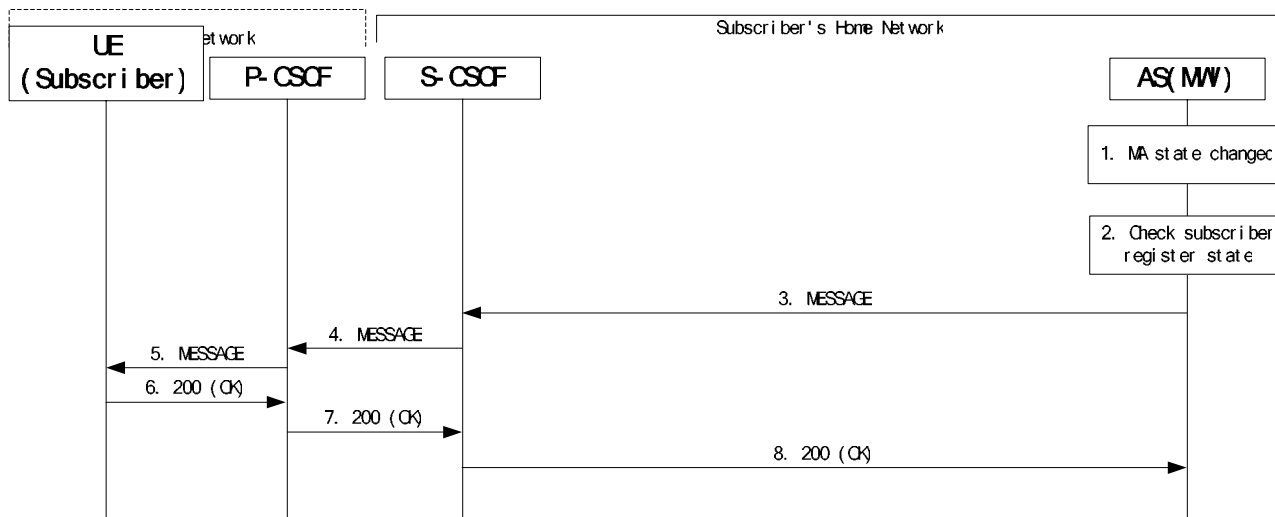 Subscriber's Home Network
etwork
UE
(Subscriber)
P-CSCF
S-CSCF
AS(MWI)
1. MA state changed
2. Check subscriber
register state
3. MESSAGE
4. MESSAGE
5. MESSAGE
6. 200 (OK)
7. 200 (OK)
8. 200 (OK)